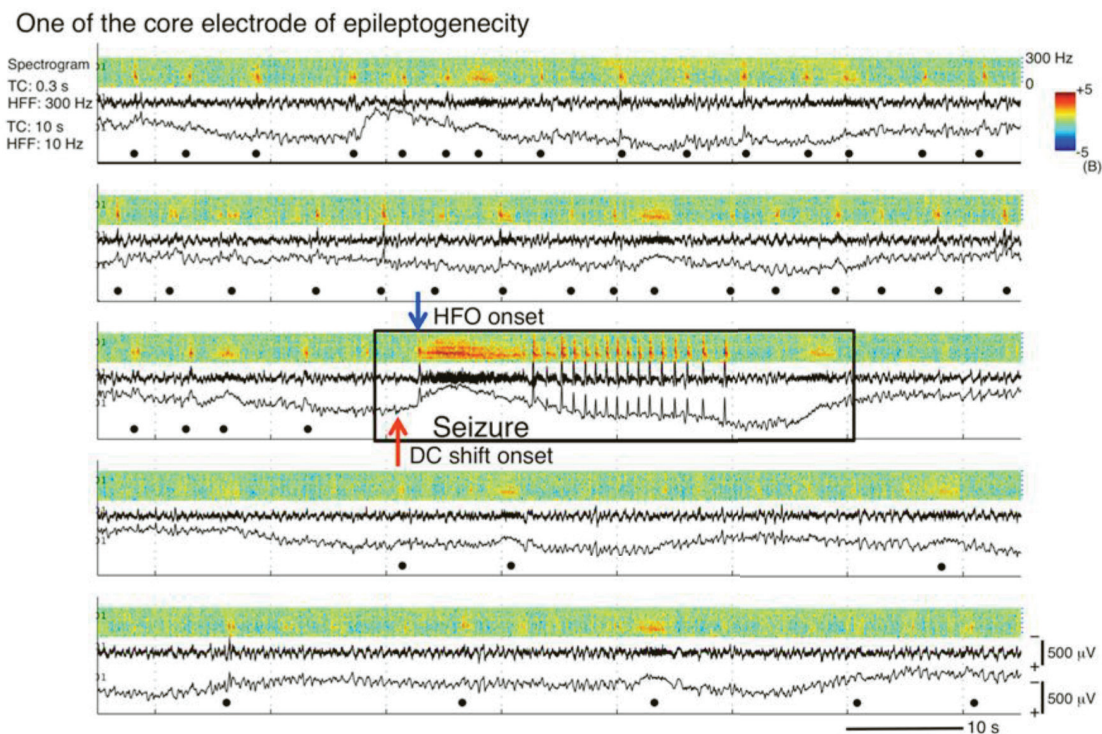 One of the core electrode of epileptogenecity
Spectrogram
TC: 0.3 s
HFF: 300 Hz
TC: 10 s
HFF: 10 Hz
300 Hz
0
+5
-5
(B)
HFO onset
Seizure
DC shift onset
−
500 μV
+
−
500 μV
+
10 s